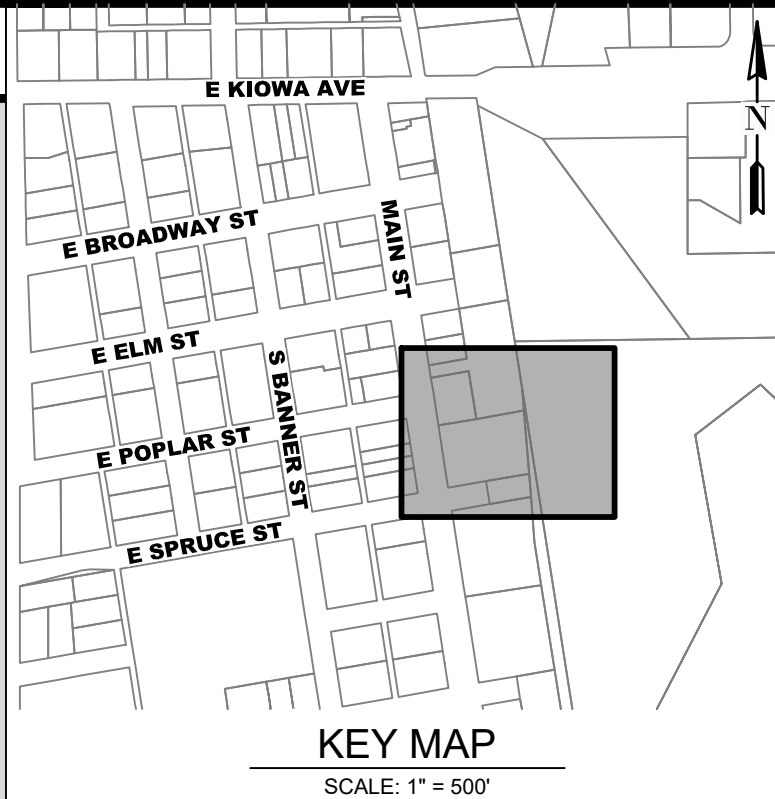 E KIOWA AVE
N
E BROADWAY ST
MAIN ST
E ELM ST
S BANNER ST
E POPLAR ST
E SPRUCE ST
KEY MAP
SCALE: 1" = 500'